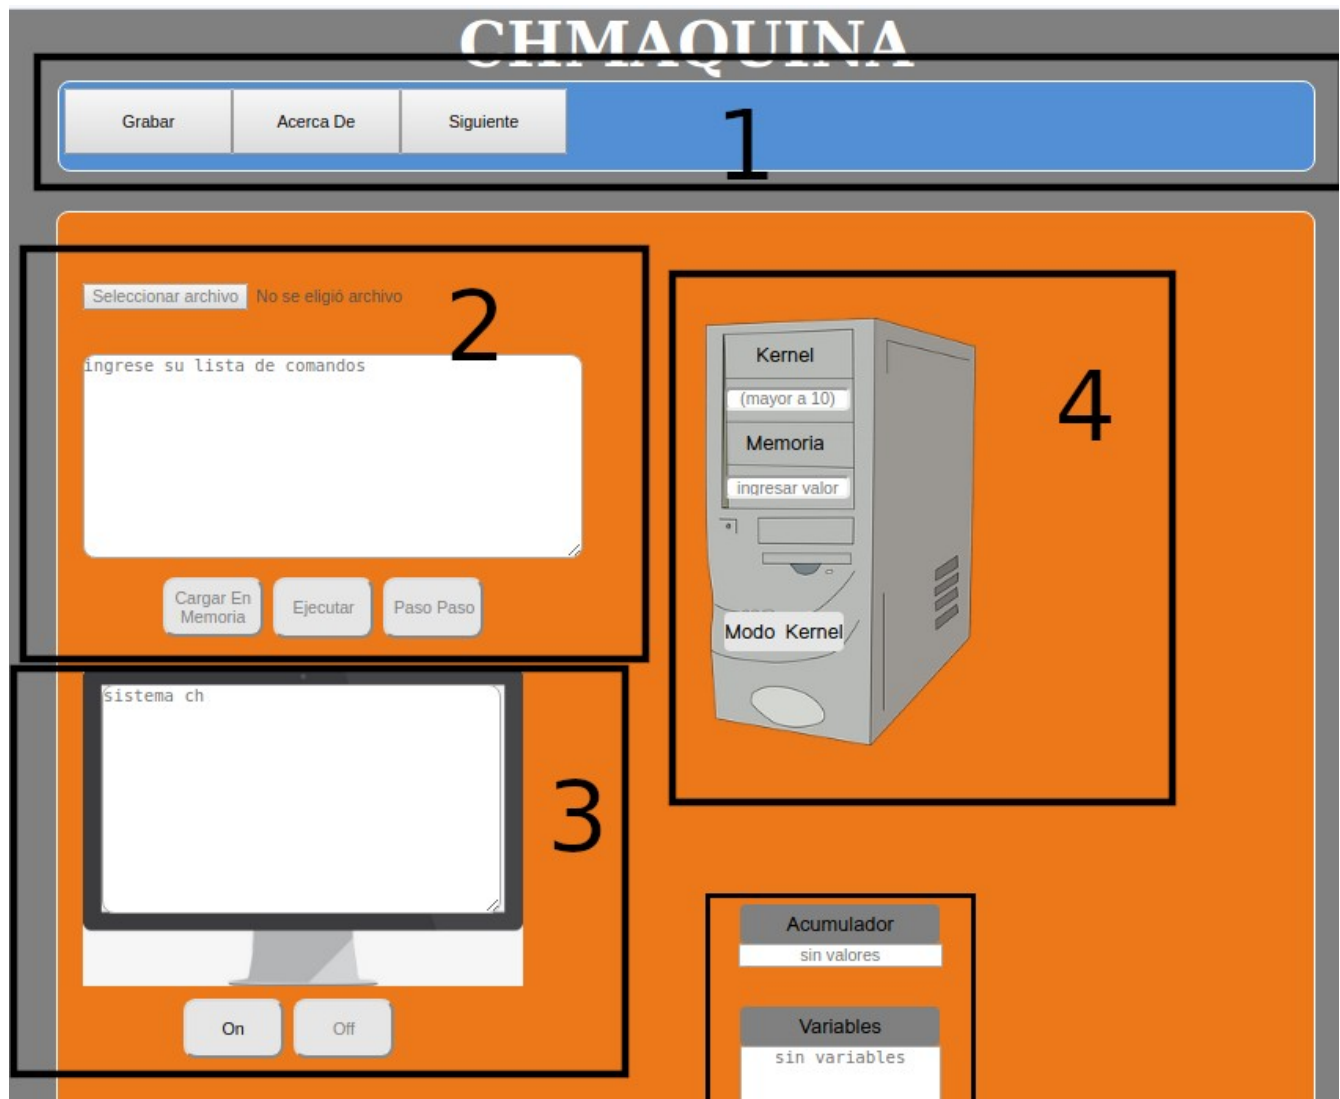 CHMAQUINA
Grabar
Acerca De
Siguiente
1
Seleccionar archivo No se eligió archivo
2
ingrese su lista de comandos
Cargar En
Memoria
Ejecutar
Paso Paso
sistema ch
3
On
Off
Kernel
(mayor a 10)
Memoria
ingresar valor
Modo Kernel
4
Acumulador
sin valores
Variables
sin variables